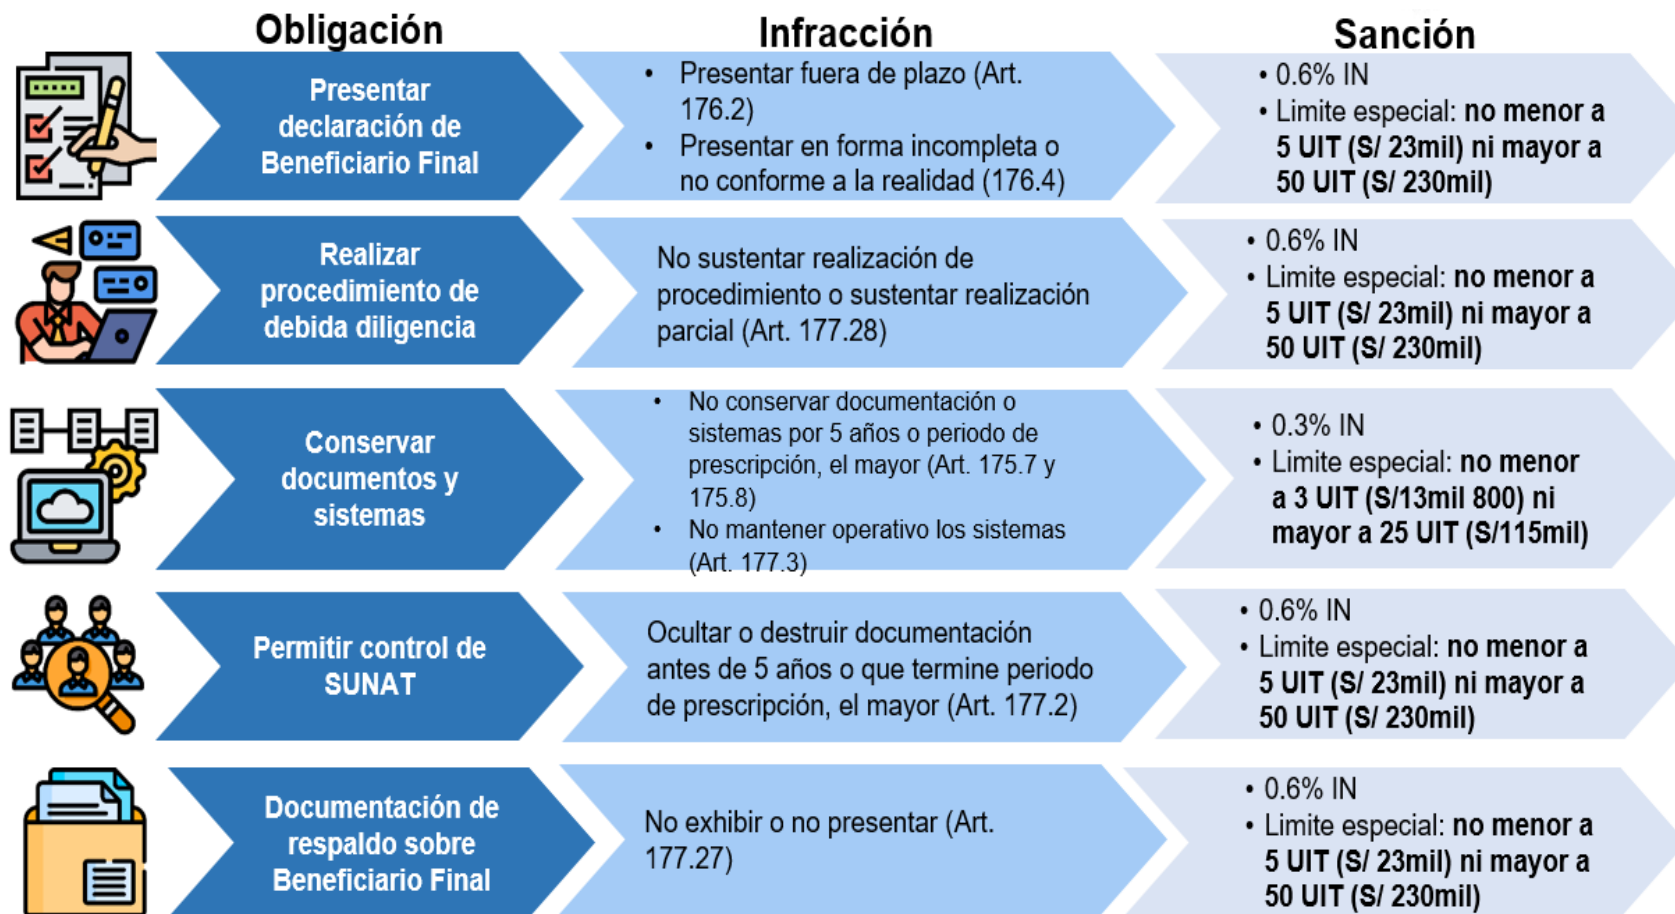 Obligación
Infracción
Sanción
Presentar
declaración de
Beneficiario Final
• Presentar fuera de plazo (Art.
176.2)
• Presentar en forma incompleta o
no conforme a la realidad (176.4)
• 0.6% IN
• Limite especial: no menor a
5 UIT (S/ 23mil) ni mayor a
50 UIT (S/ 230mil)
Realizar
procedimiento de
debida diligencia
No sustentar realización de
procedimiento o sustentar realización
parcial (Art. 177.28)
• 0.6% IN
• Limite especial: no menor a
5 UIT (S/ 23mil) ni mayor a
50 UIT (S/ 230mil)
Conservar
documentos y
sistemas
• No conservar documentación o
sistemas por 5 años o periodo de
prescripción, el mayor (Art. 175.7 y
175.8)
• No mantener operativo los sistemas
(Art. 177.3)
• 0.3% IN
• Limite especial: no menor
a 3 UIT (S/13mil 800) ni
mayor a 25 UIT (S/115mil)
Permitir control de
SUNAT
Ocultar o destruir documentación
antes de 5 años o que termine periodo
de prescripción, el mayor (Art. 177.2)
• 0.6% IN
• Limite especial: no menor a
5 UIT (S/ 23mil) ni mayor a
50 UIT (S/ 230mil)
Documentación de
respaldo sobre
Beneficiario Final
No exhibir o no presentar (Art.
177.27)
• 0.6% IN
• Limite especial: no menor a
5 UIT (S/ 23mil) ni mayor a
50 UIT (S/ 230mil)